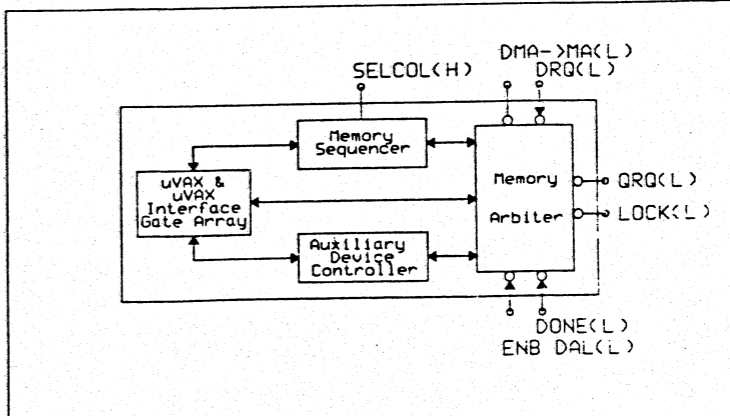 DMA->MA(L)
SELCOL(H)
DRQ(L)
Memory
Sequencer
uVAX &
uVAX
Interface
Gate Array
Memory
Arbiter
QRQ(L)
LOCK(L)
Auxiliary
Device
Controller
DONE(L)
ENB DAL(L)